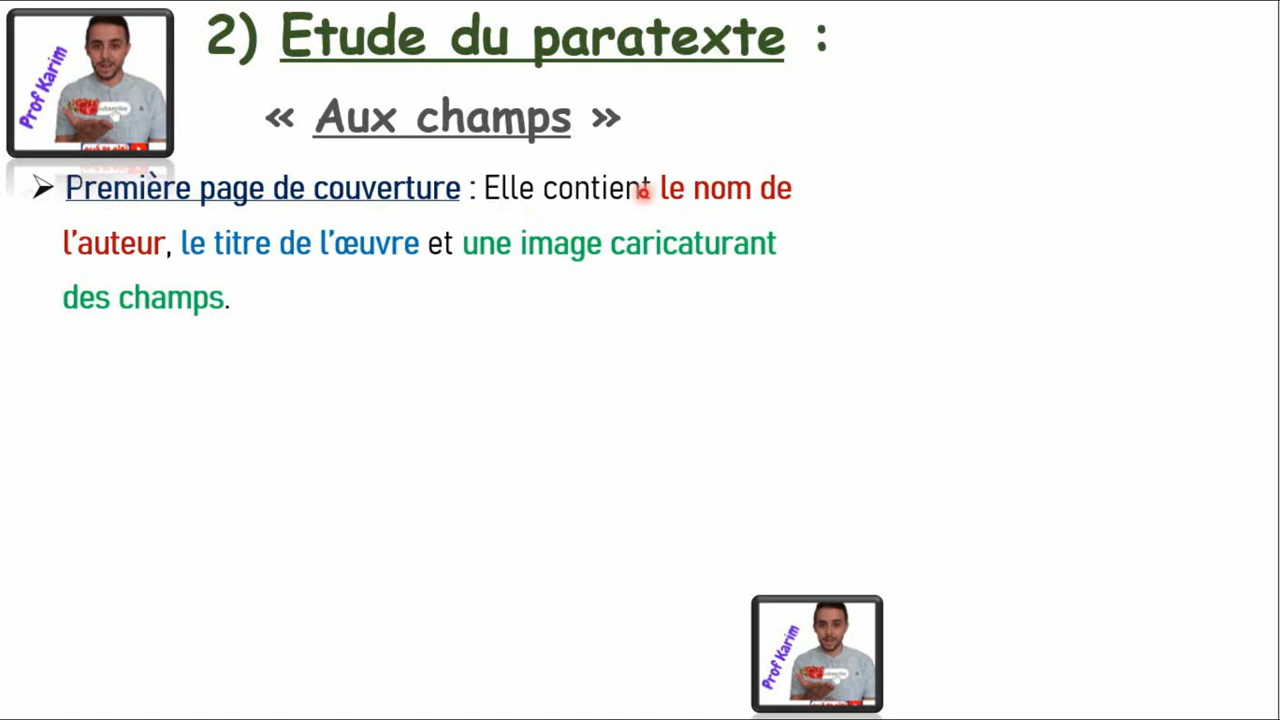 Prof Karim
2) Etude du paratexte :
« Aux champs »
➢ Première page de couverture : Elle contient le nom de
l’auteur, le titre de l’œuvre et une image caricaturant
des champs.
Prof Karim